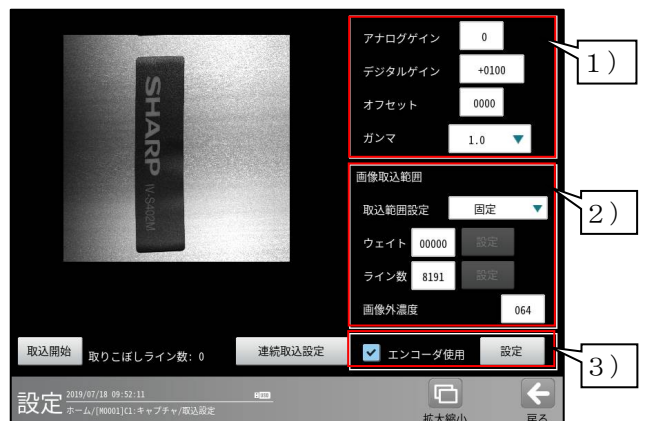 SHARP
IV-S402M
アナログゲイン 0
デジタルゲイン +0100
オフセット 0000
ガンマ 1.0
1)
画像取込範囲
取込範囲設定 固定
ウェイト 00000 設定
ライン数 8191 設定
画像外濃度 064
2)
取込開始 取りこぼしライン数: 0 連続取込設定
エンコーダ使用 設定
3)
設定
2019/07/18 09:52:11
ホーム/[M0001]C1:キャプチャ/取込設定
拡大縮小
戻る